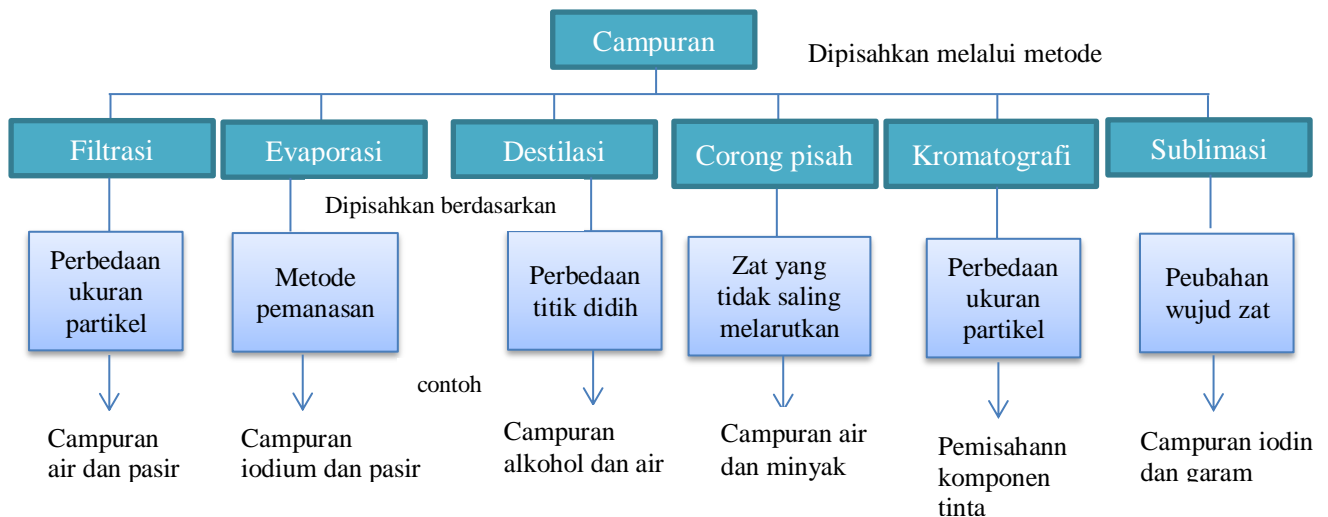 Campuran
Dipisahkan melalui metode
Filtrasi
Evaporasi
Destilasi
Corong pisah
Kromatografi
Sublimasi
Dipisahkan berdasarkan
Perbedaan
ukuran
partikel
Metode
pemanasan
Perbedaan
titik didih
Zat yang
tidak saling
melarutkan
Perbedaan
ukuran
partikel
Peubahan
wujud zat
contoh
Campuran
air dan pasir
Campuran
iodium dan pasir
Campuran
alkohol dan air
Campuran air
dan minyak
Pemisahann
komponen
tinta
Campuran iodin
dan garam